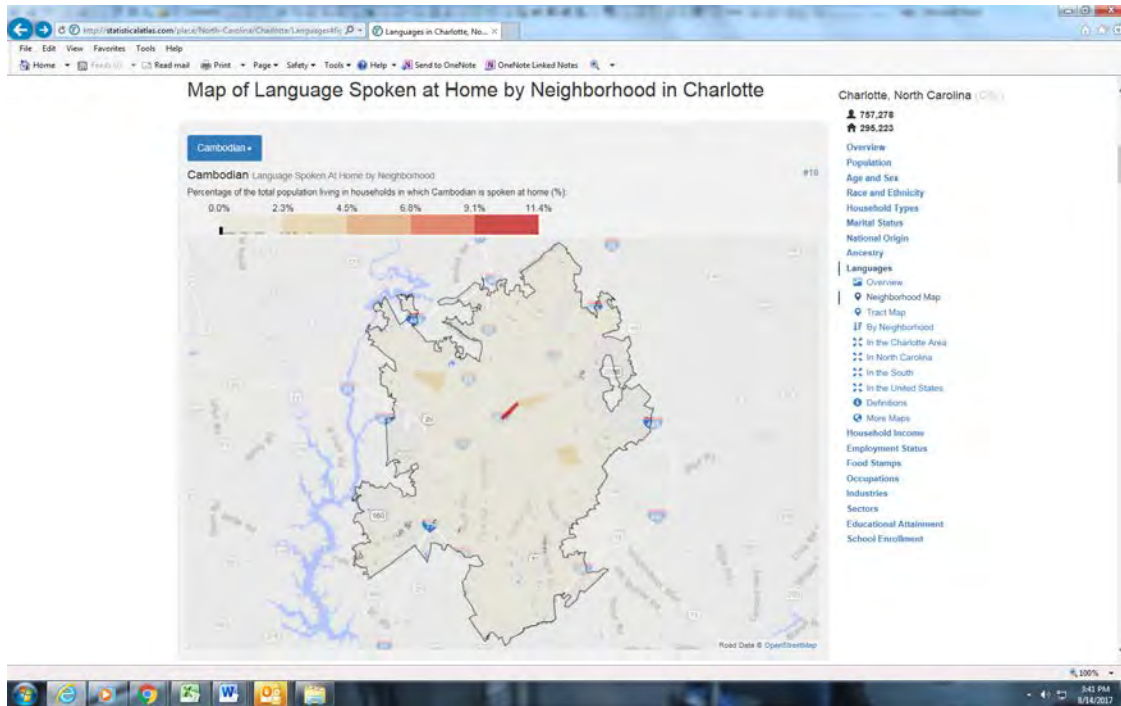 Languages in Charlotte, No...
File Edit View Favorites Tools Help
Home Read mail Print Page Safety Tools Help Send to OneNote OneNote Linked Notes
Map of Language Spoken at Home by Neighborhood in Charlotte
Cambodian
Cambodian Language Spoken At Home by Neighborhood
#18
Percentage of the total population living in households in which Cambodian is spoken at home (%):
0.0% 2.3% 4.5% 6.8% 9.1% 11.4%
Road Data © OpenStreetMap
Charlotte, North Carolina (City)
757,278
295,223
Overview
Population
Age and Sex
Race and Ethnicity
Household Types
Marital Status
National Origin
Ancestry
Languages
Overview
Neighborhood Map
Tract Map
By Neighborhood
In the Charlotte Area
In North Carolina
In the South
In the United States
Definitions
More Maps
Household Income
Employment Status
Food Stamps
Occupations
Industries
Sectors
Educational Attainment
School Enrollment
100%
3:41 PM
8/14/2017